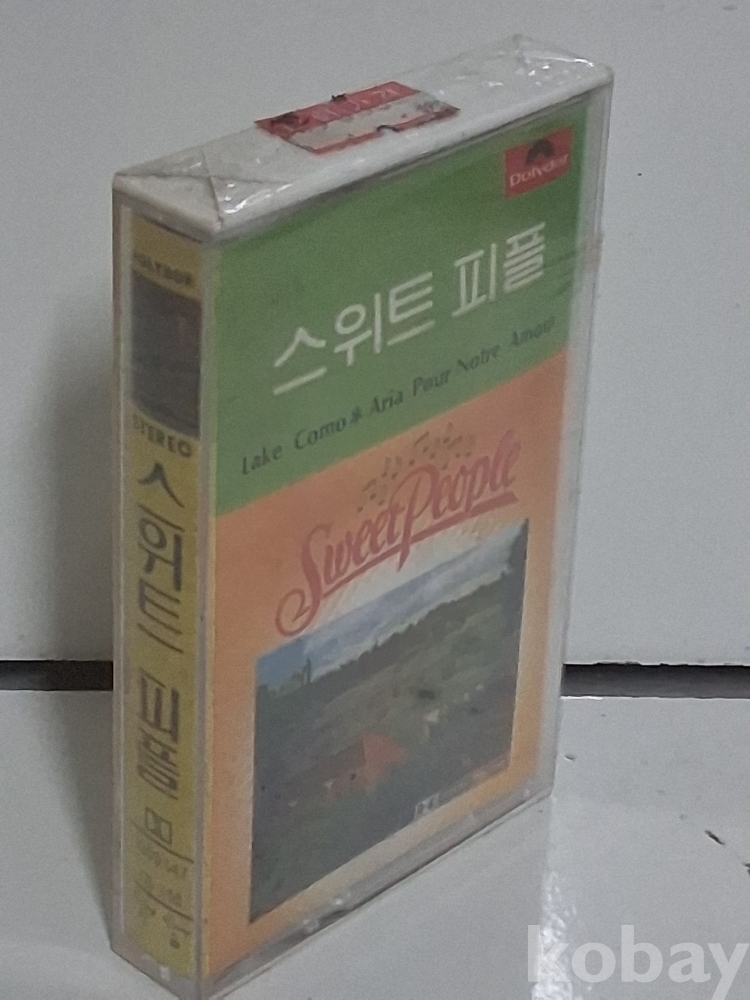 Polydor
스위트 피플
Lake Como * Aria Pour Notre Amour
Sweet People
POLYDOR
STEREO
스위트 피플
kobay